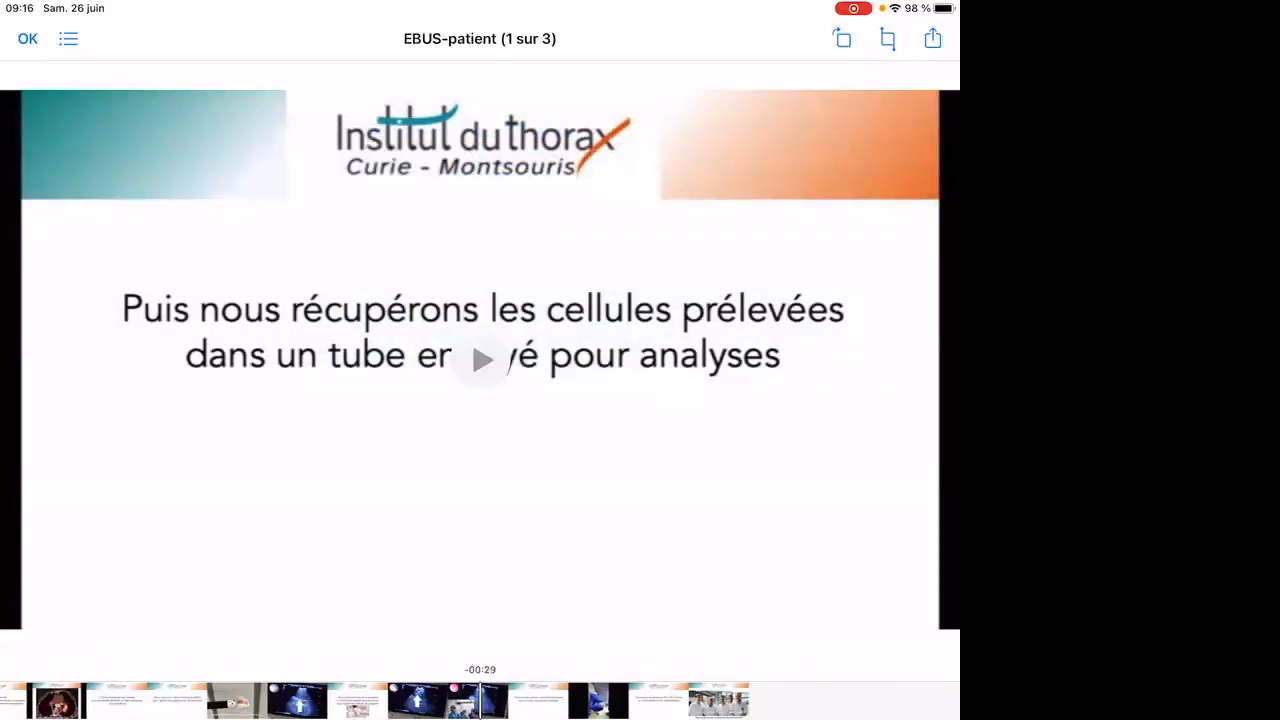 09:16 Sam. 26 juin
98 %
OK
EBUS-patient (1 sur 3)
Institut du thorax
Curie - Montsouris
Puis nous récupérons les cellules prélevées
dans un tube pour analyses
-00:29